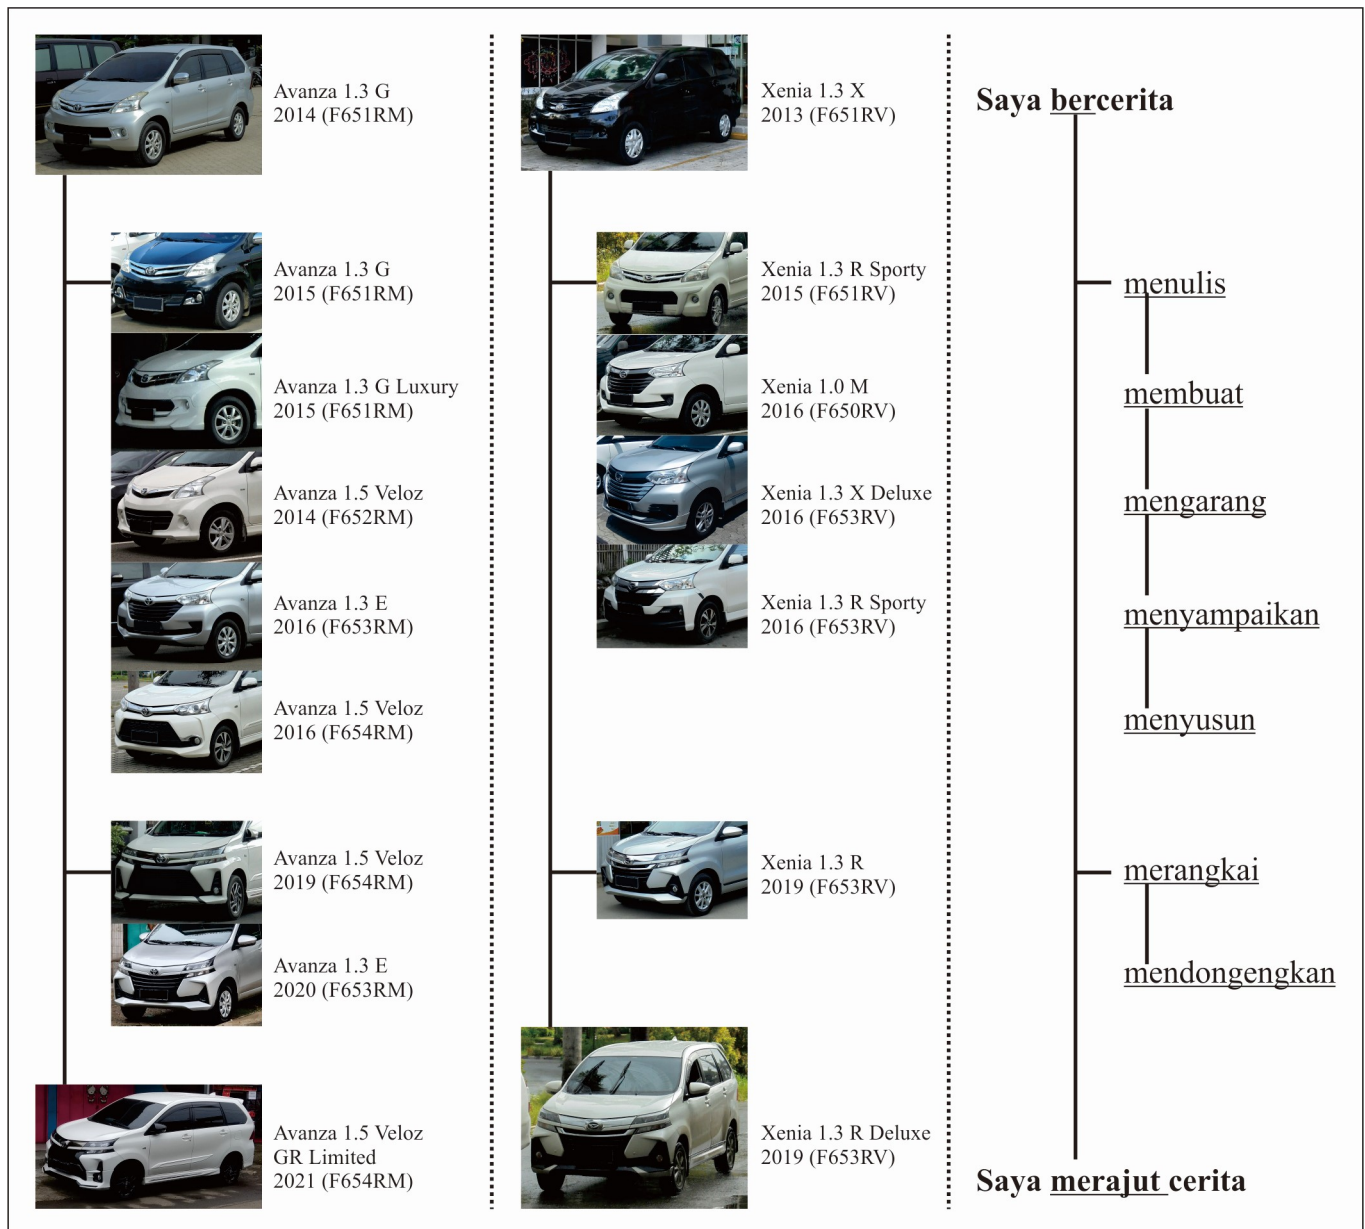 Avanza 1.3 G
2014 (F651RM)
Avanza 1.3 G
2015 (F651RM)
Avanza 1.3 G Luxury
2015 (F651RM)
Avanza 1.5 Veloz
2014 (F652RM)
Avanza 1.3 E
2016 (F653RM)
Avanza 1.5 Veloz
2016 (F654RM)
Avanza 1.5 Veloz
2019 (F654RM)
Avanza 1.3 E
2020 (F653RM)
Avanza 1.5 Veloz
GR Limited
2021 (F654RM)
Xenia 1.3 X
2013 (F651RV)
Xenia 1.3 R Sporty
2015 (F651RV)
Xenia 1.0 M
2016 (F650RV)
Xenia 1.3 X Deluxe
2016 (F653RV)
Xenia 1.3 R Sporty
2016 (F653RV)
Xenia 1.3 R
2019 (F653RV)
Xenia 1.3 R Deluxe
2019 (F653RV)
Saya bercerita
menulis
membuat
mengarang
menyampaikan
menyusun
merangkai
mendongengkan
Saya merajut cerita